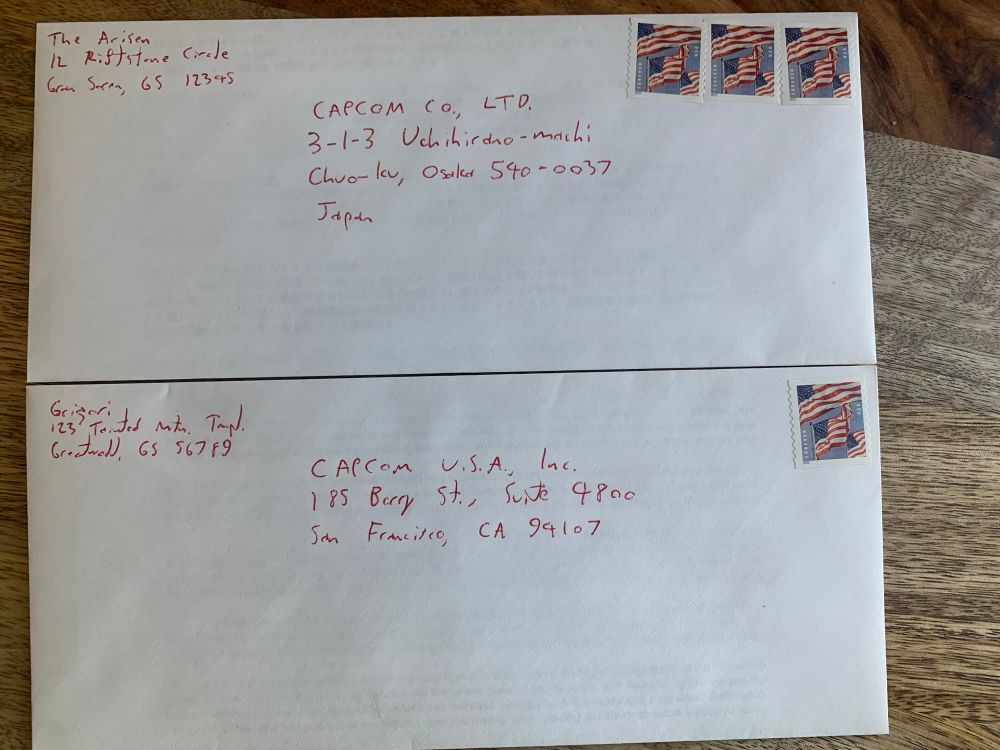 The Arisen
12 Riftstone Circle
Gran Soren, GS 12345
CAPCOM CO., LTD.
3-1-3 Uchihirano-machi
Chuo-ku, Osaka 540-0037
Japan
Grigori
123 Tainted Mtn. Tmpl.
Greatwall, GS 56789
CAPCOM U.S.A., Inc.
185 Berry St., Suite 4800
San Francisco, CA 94107